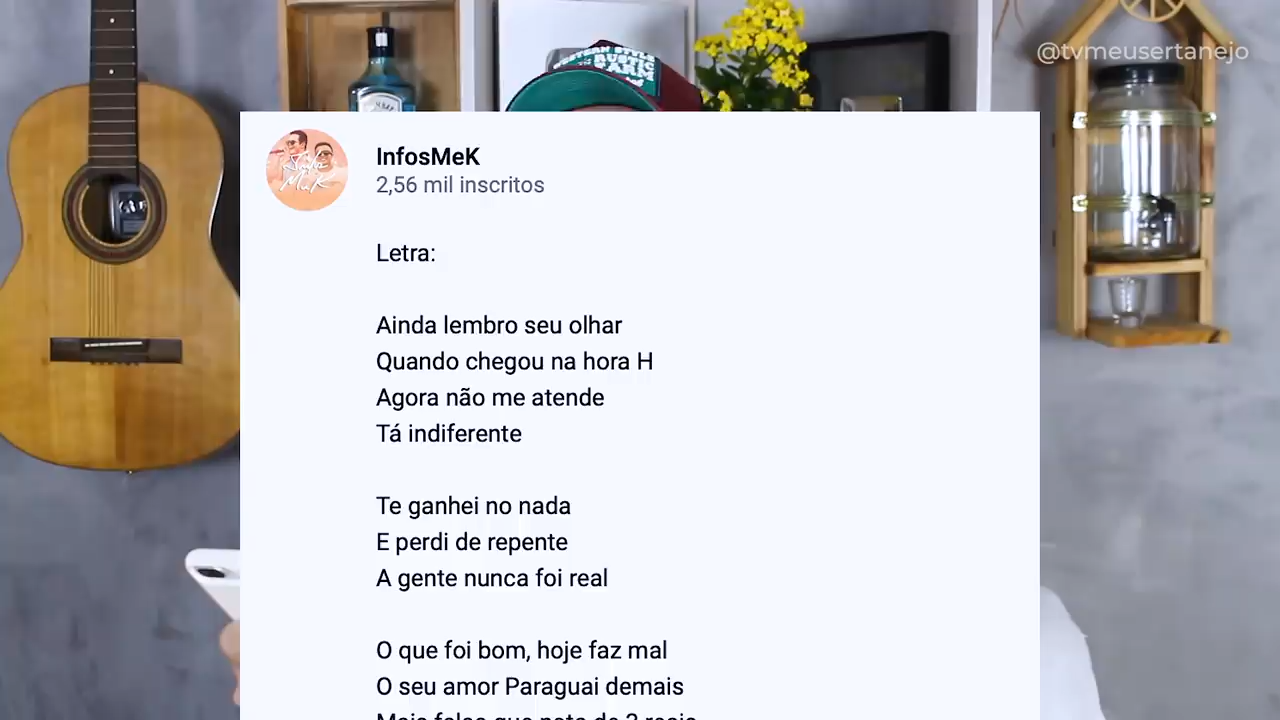 @tvmeusertanejo
InfosMeK
2,56 mil inscritos
Letra:
Ainda lembro seu olhar
Quando chegou na hora H
Agora não me atende
Tá indiferente
Te ganhei no nada
E perdi de repente
A gente nunca foi real
O que foi bom, hoje faz mal
O seu amor Paraguai demais